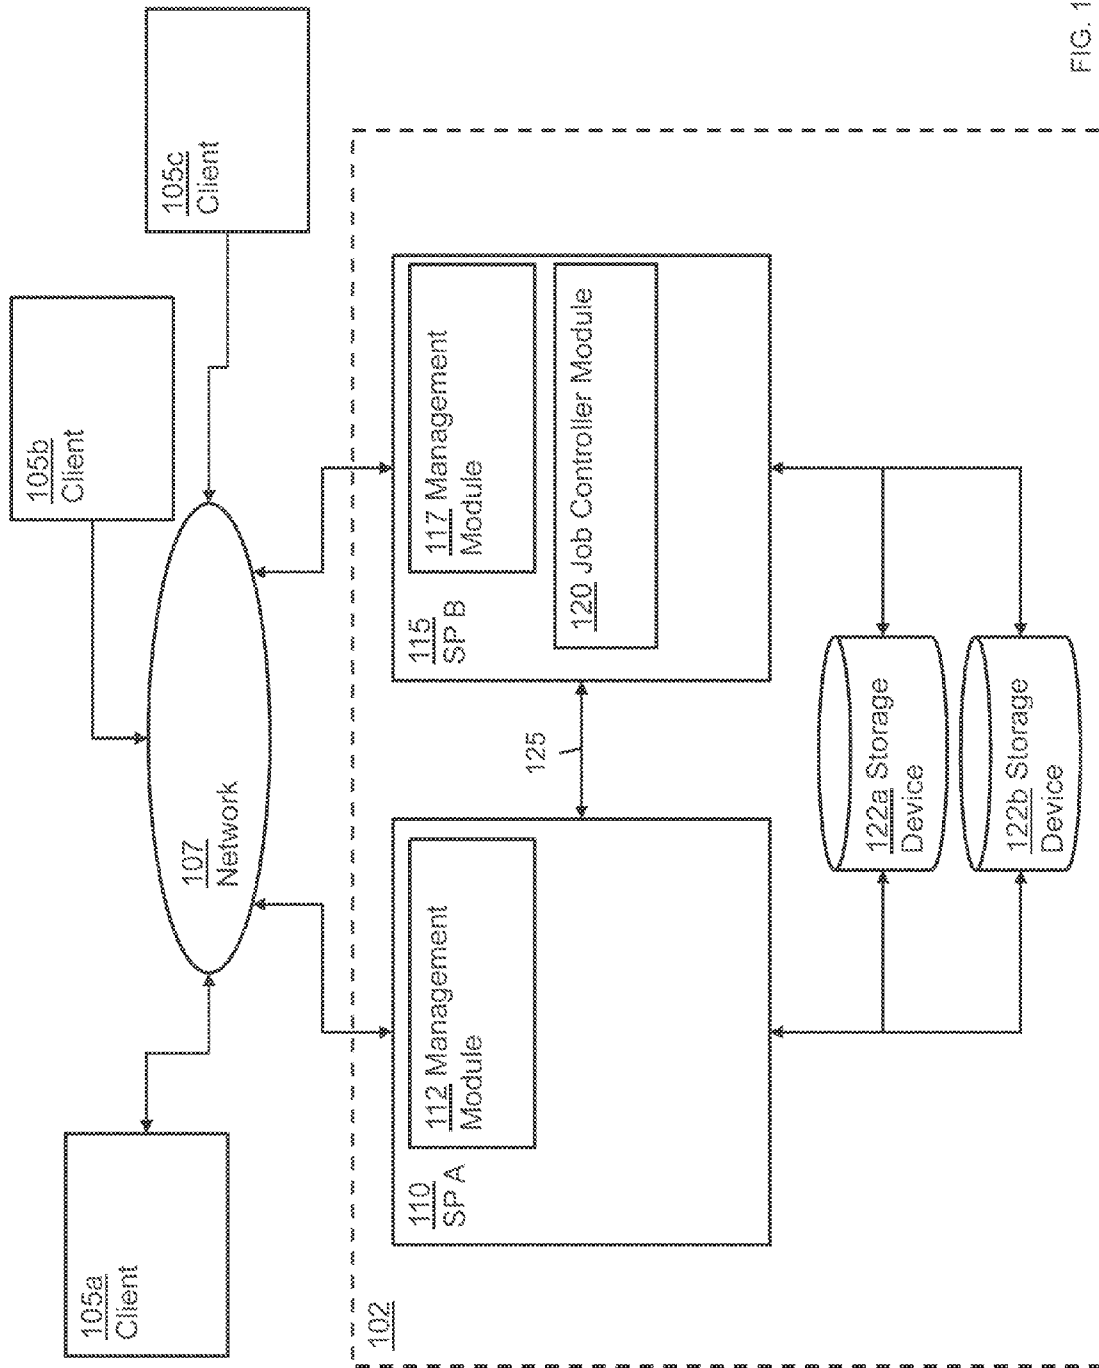 105a
Client
105b
Client
105c
Client
107
Network
102
110
SP A
112 Management
Module
125
115
SP B
117 Management
Module
120 Job Controller Module
122a Storage
Device
122b Storage
Device
FIG. 1